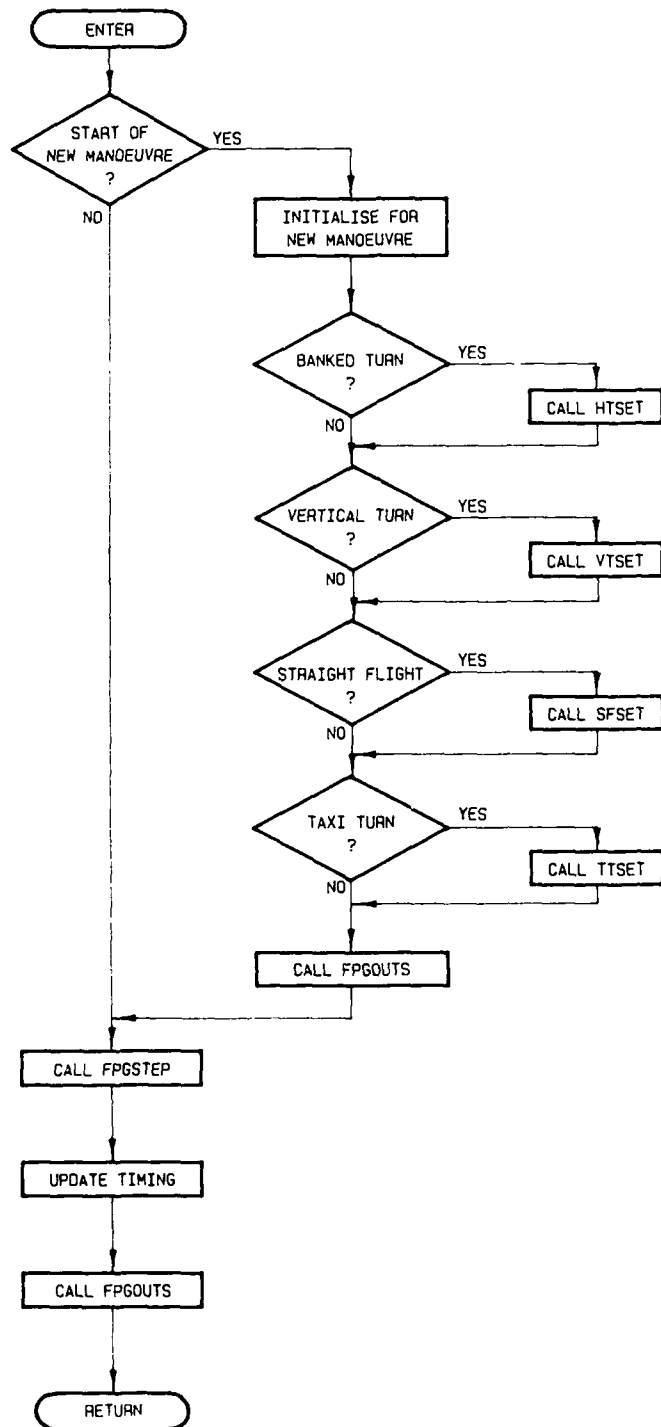 ENTER
START OF
NEW MANOEUVRE
?
YES
NO
INITIALISE FOR
NEW MANOEUVRE
BANKED TURN
?
YES
NO
CALL HTSET
VERTICAL TURN
?
YES
NO
CALL VTSET
STRAIGHT FLIGHT
?
YES
NO
CALL SFSET
TAXI TURN
?
YES
NO
CALL TTSET
CALL FPGOUTS
CALL FPGSTEP
UPDATE TIMING
CALL FPGOUTS
RETURN